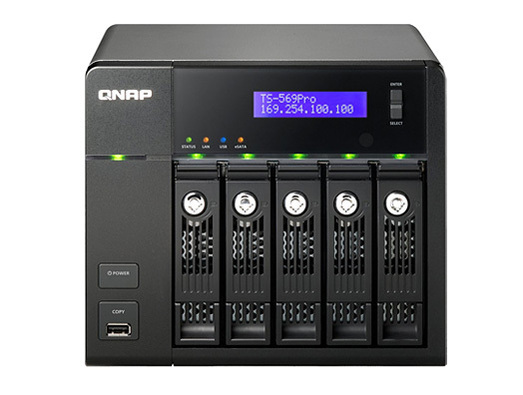 QNAP
TS-569Pro
169.254.100.100
ENTER
SELECT
STATUS LAN USB eSATA
POWER
COPY